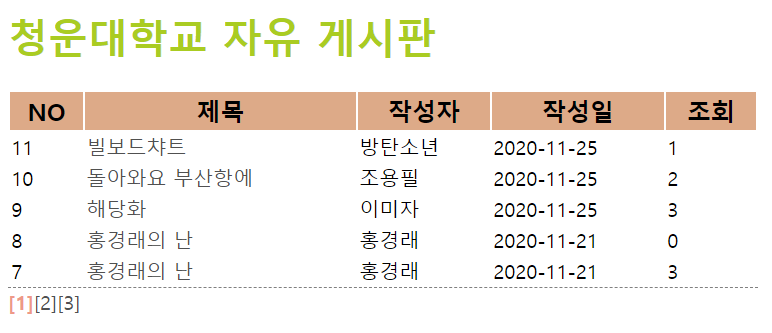 청운대학교 자유 게시판
NO 제목 작성자 작성일 조회
11 빌보드챠트 방탄소년 2020-11-25 1
10 돌아와요 부산항에 조용필 2020-11-25 2
9 해당화 이미자 2020-11-25 3
8 홍경래의 난 홍경래 2020-11-21 0
7 홍경래의 난 홍경래 2020-11-21 3
[1][2][3]